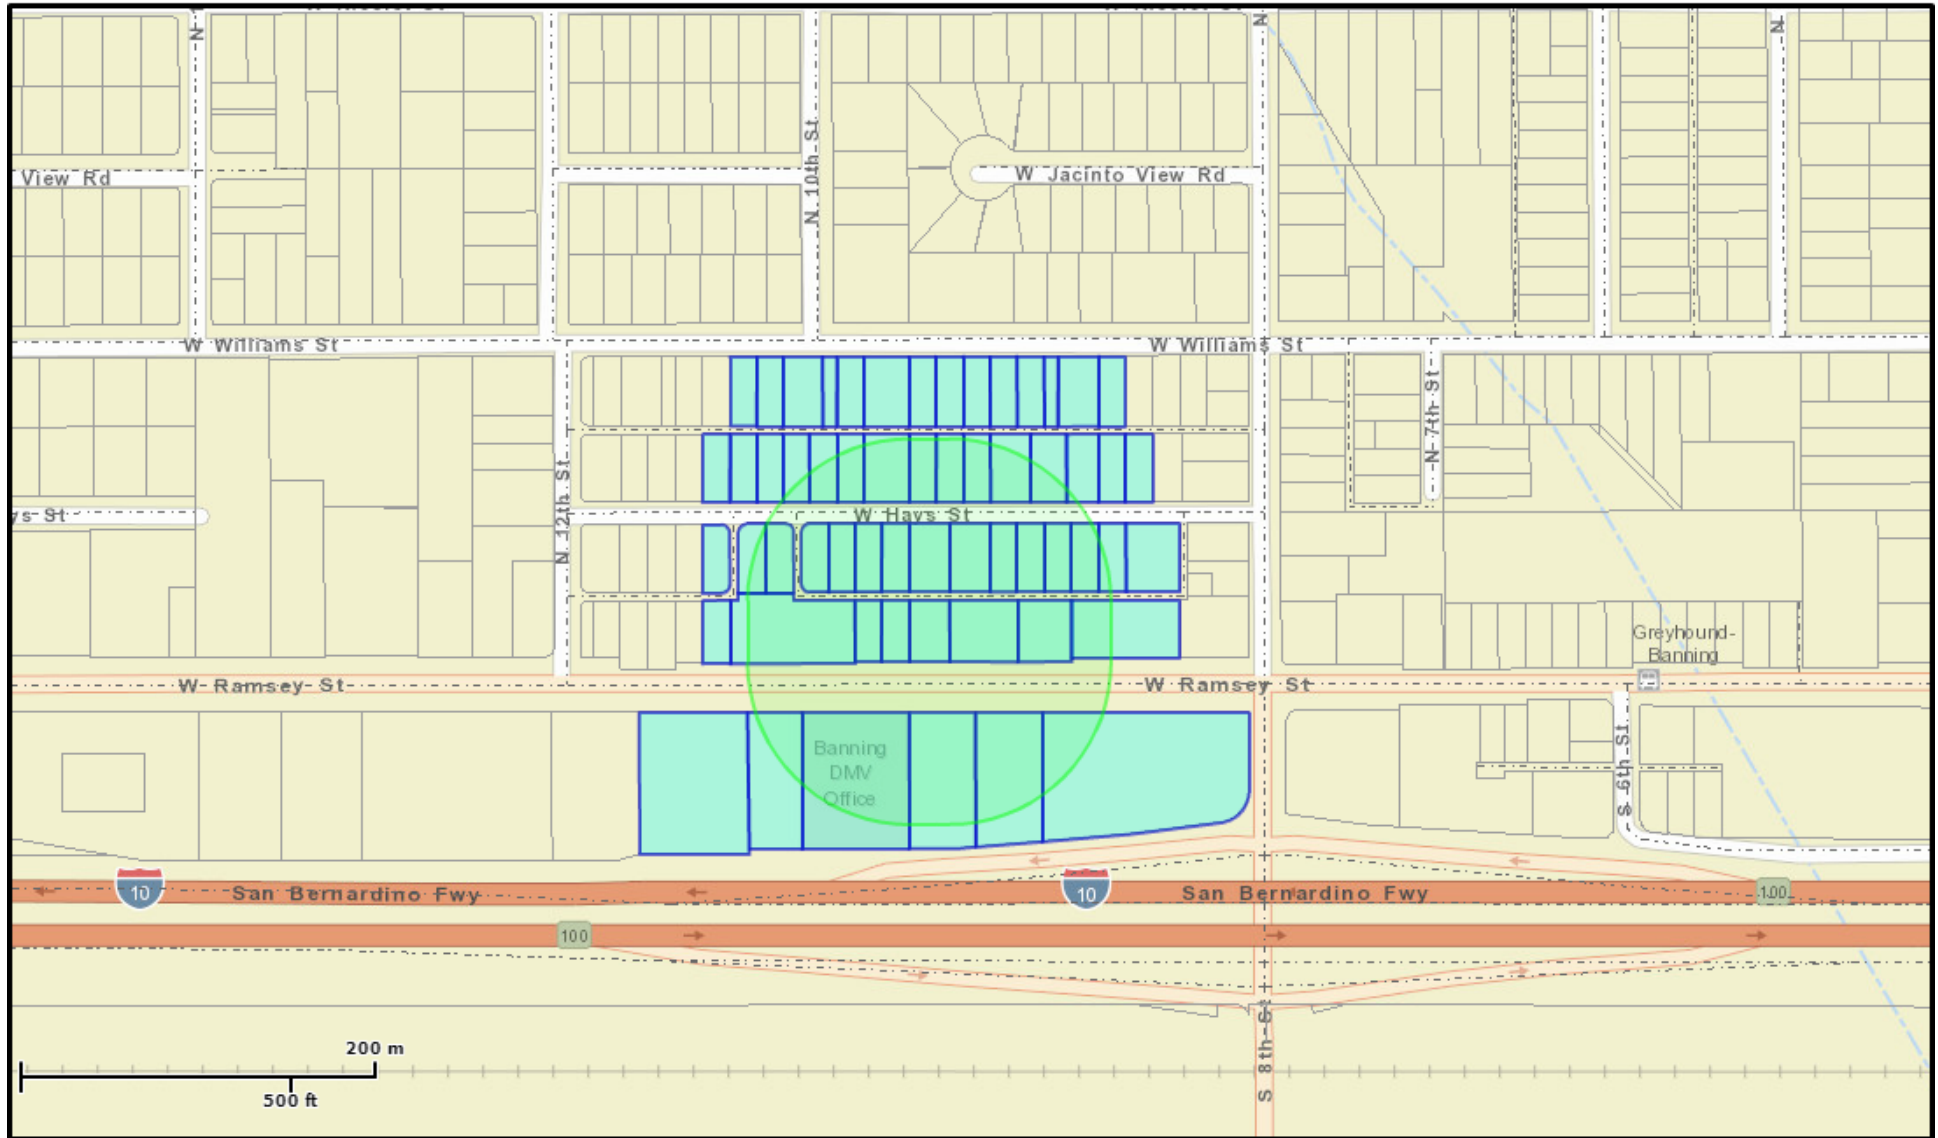 N
N
N
View Rd
N 10th St
W Jacinto View Rd
W Williams St
W Williams St
N 7th St
N 12th St
ys St
W Hays St
Greyhound-
Banning
W Ramsey St
W Ramsey St
Banning
DMV
Office
S 6th St
10
San Bernardino Fwy
10
San Bernardino Fwy
100
100
S 8th St
200 m
500 ft